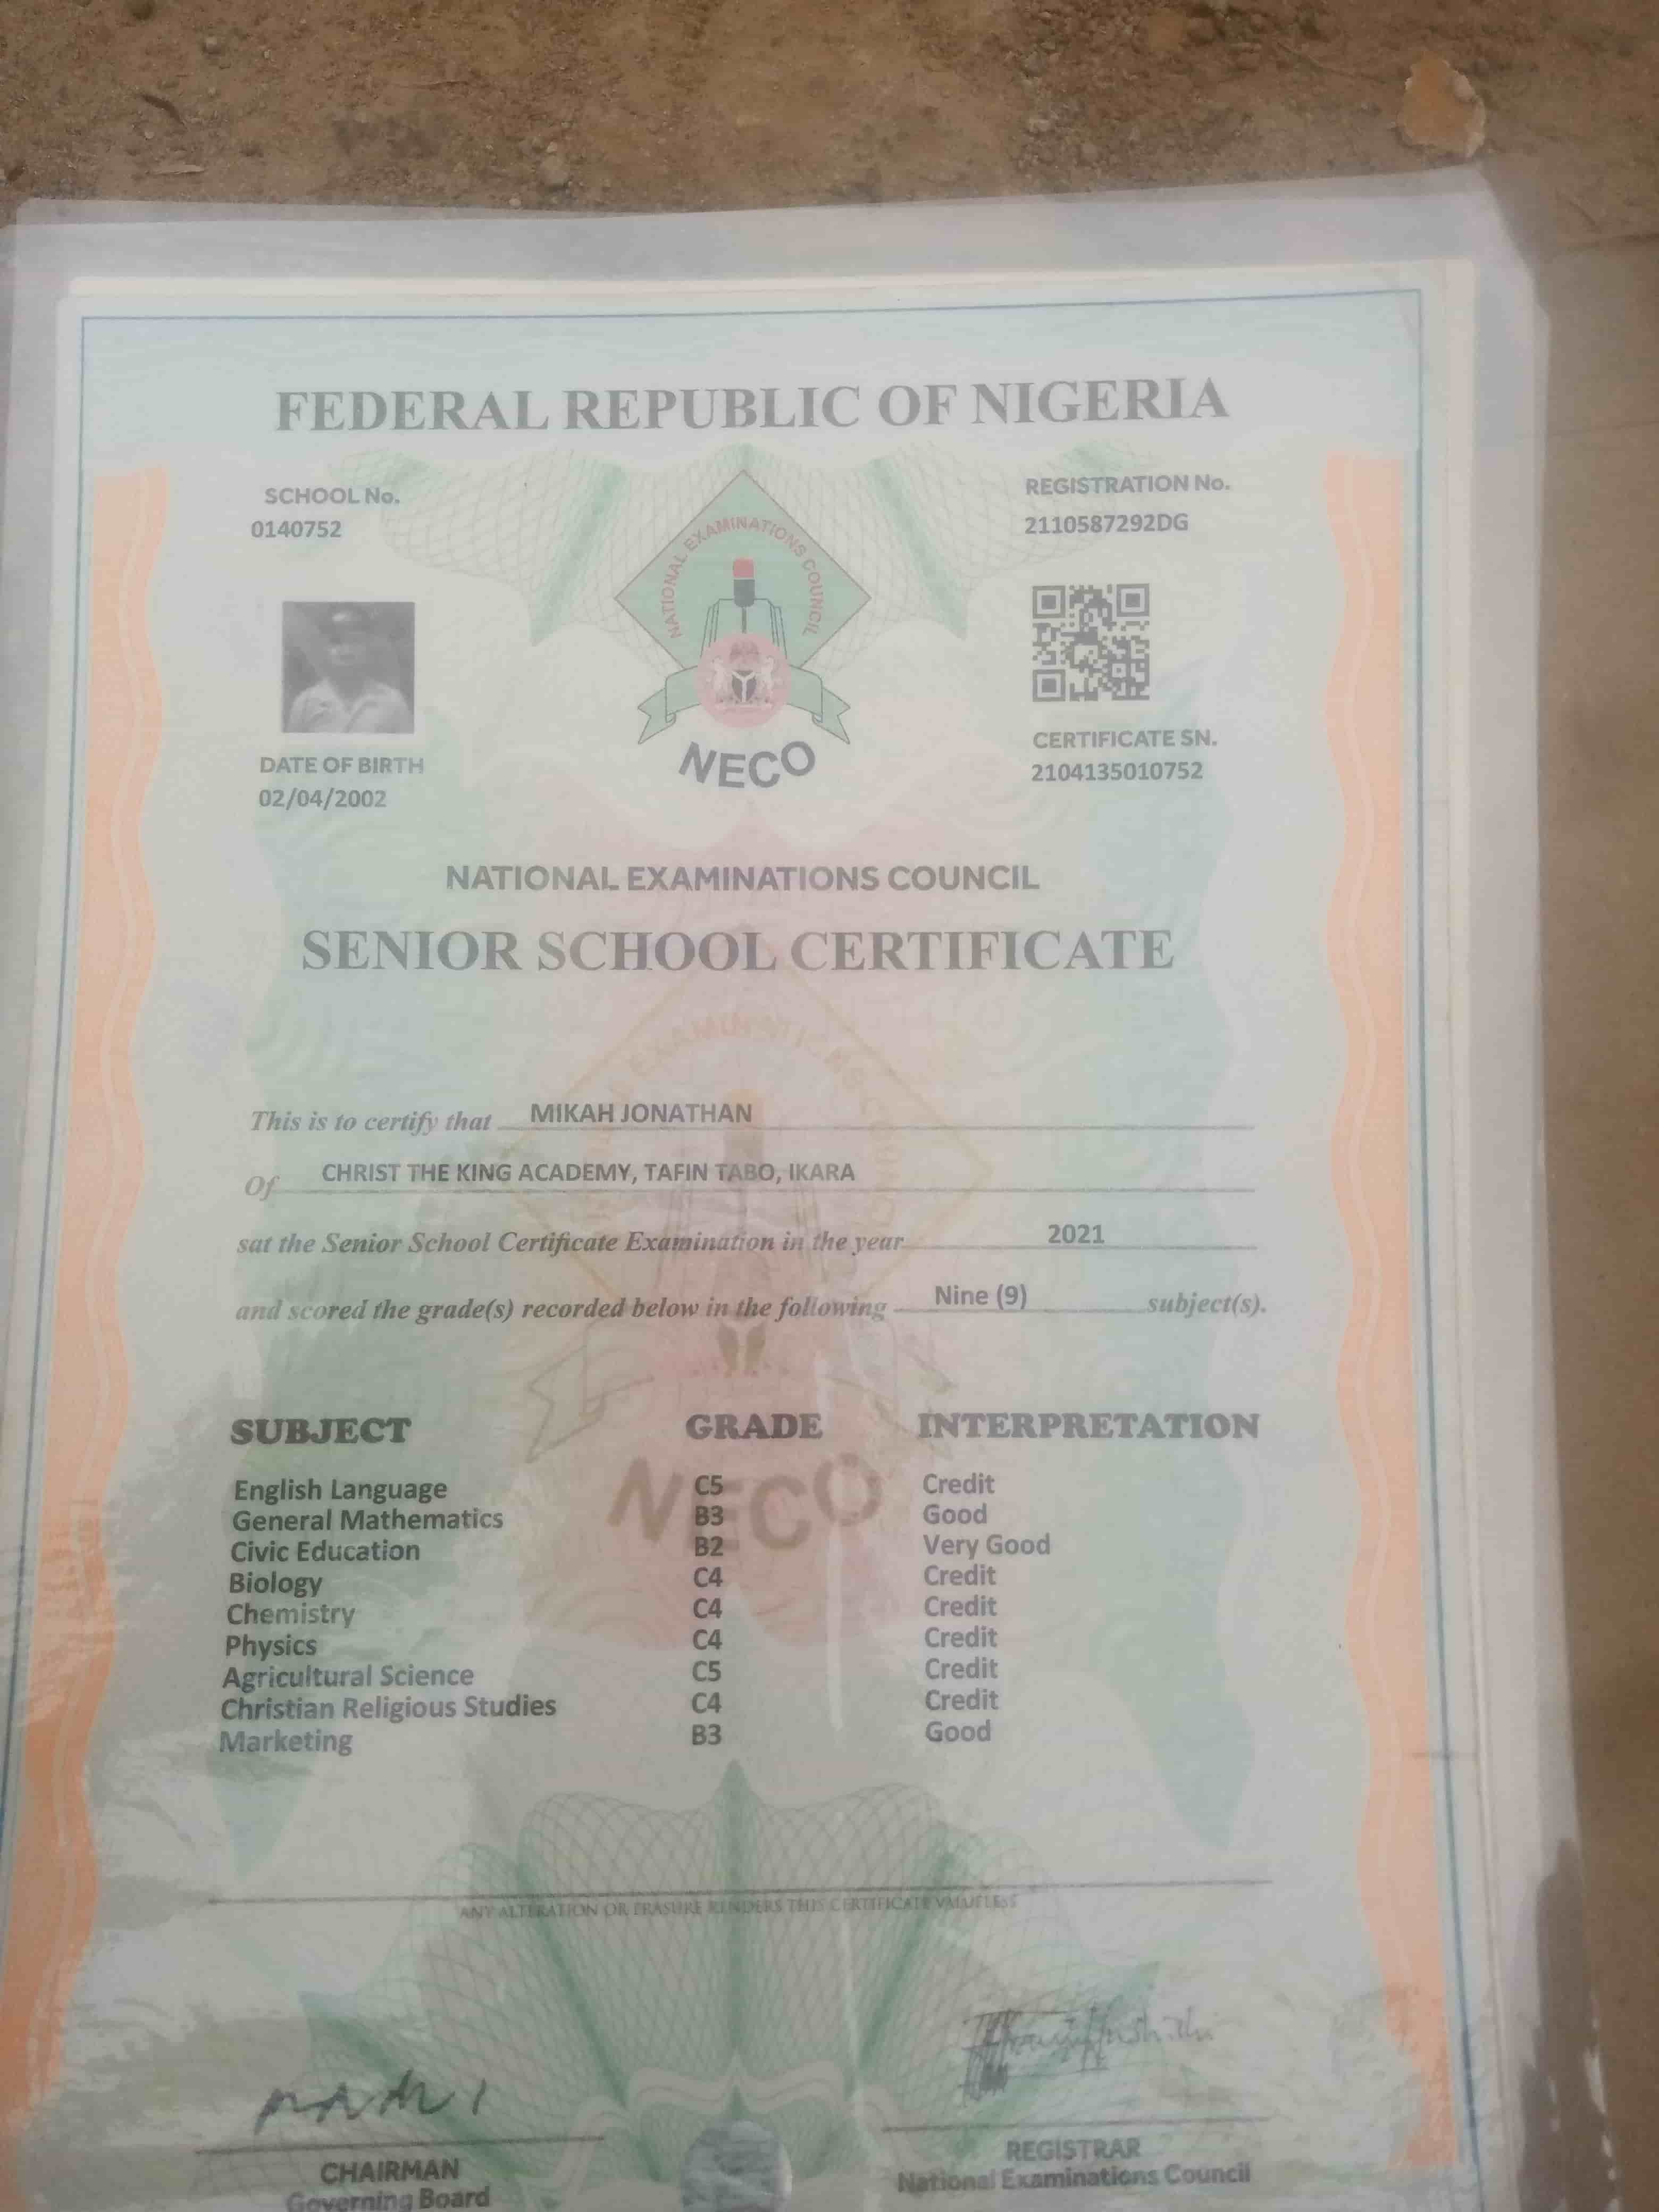 FEDERAL REPUBLIC OF NIGERIA
SCHOOL No.
0140752
REGISTRATION No.
2110587292DG
NATIONAL EXAMINATIONS COUNCIL
NECO
DATE OF BIRTH
02/04/2002
CERTIFICATE SN.
2104135010752
NATIONAL EXAMINATIONS COUNCIL
SENIOR SCHOOL CERTIFICATE
This is to certify that MIKAH JONATHAN
Of CHRIST THE KING ACADEMY, TAFIN TABO, IKARA
sat the Senior School Certificate Examination in the year 2021
and scored the grade(s) recorded below in the following Nine (9) subject(s).
SUBJECT GRADE INTERPRETATION
English Language C5 Credit
General Mathematics B3 Good
Civic Education B2 Very Good
Biology C4 Credit
Chemistry C4 Credit
Physics C4 Credit
Agricultural Science C5 Credit
Christian Religious Studies C4 Credit
Marketing B3 Good
NECO
ANY ALTERATION OR ERASURE RENDERS THIS CERTIFICATE VALUELESS
CHAIRMAN
Governing Board
REGISTRAR
National Examinations Council